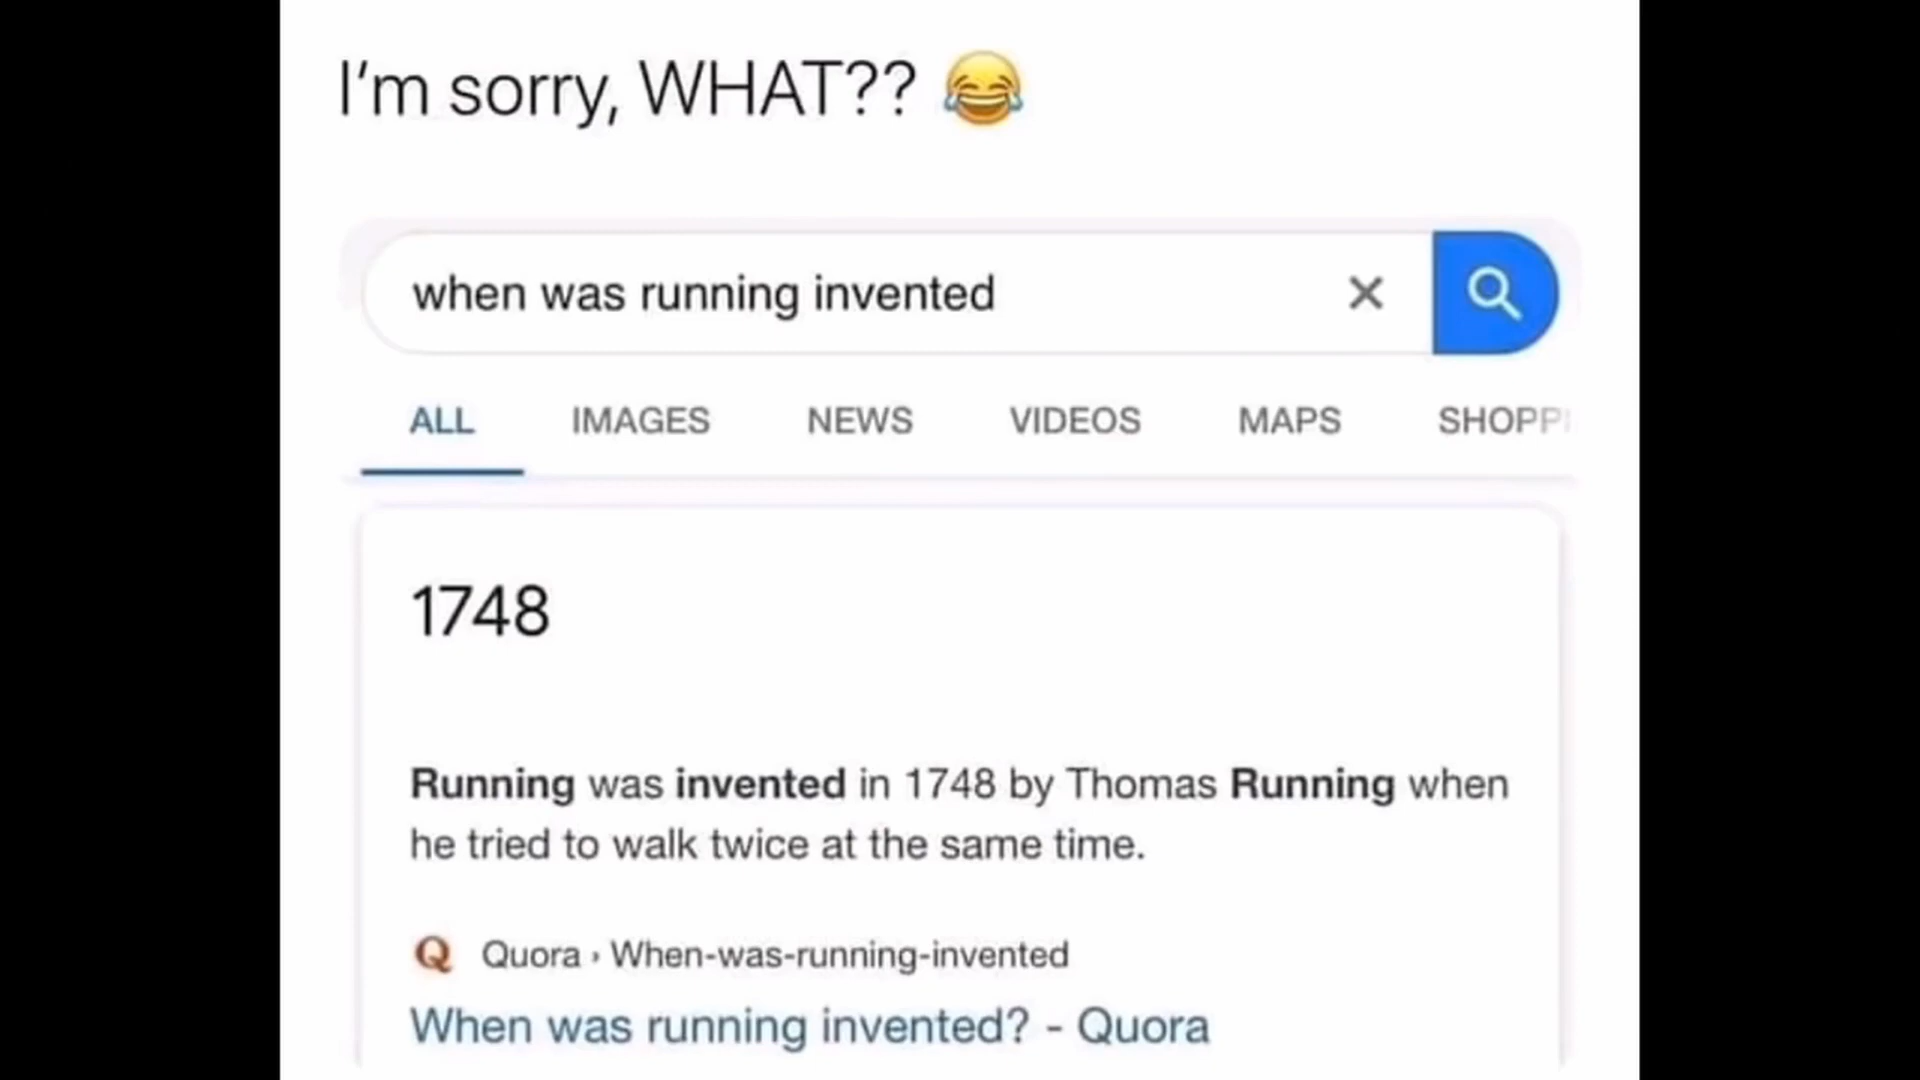 I'm sorry, WHAT?? 😂
when was running invented
ALL IMAGES NEWS VIDEOS MAPS SHOPPI
1748
Running was invented in 1748 by Thomas Running when
he tried to walk twice at the same time.
Quora › When-was-running-invented
When was running invented? - Quora